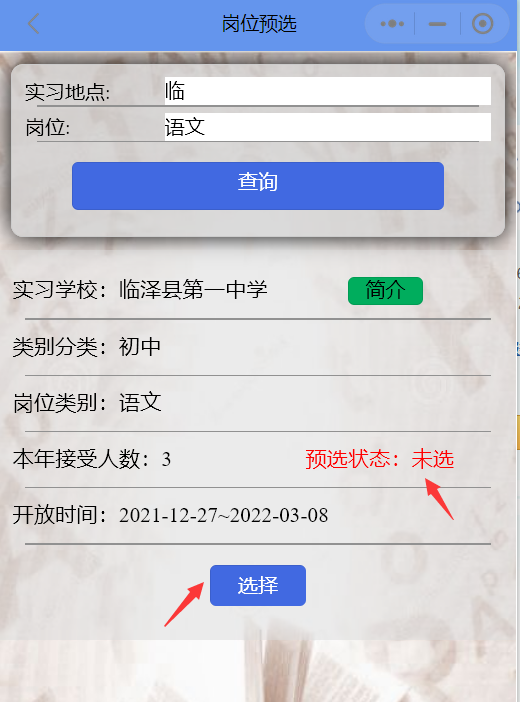 岗位预选
实习地点: 临
岗位: 语文
查询
实习学校：临泽县第一中学 简介
类别分类：初中
岗位类别：语文
本年接受人数：3 预选状态：未选
开放时间：2021-12-27~2022-03-08
选择